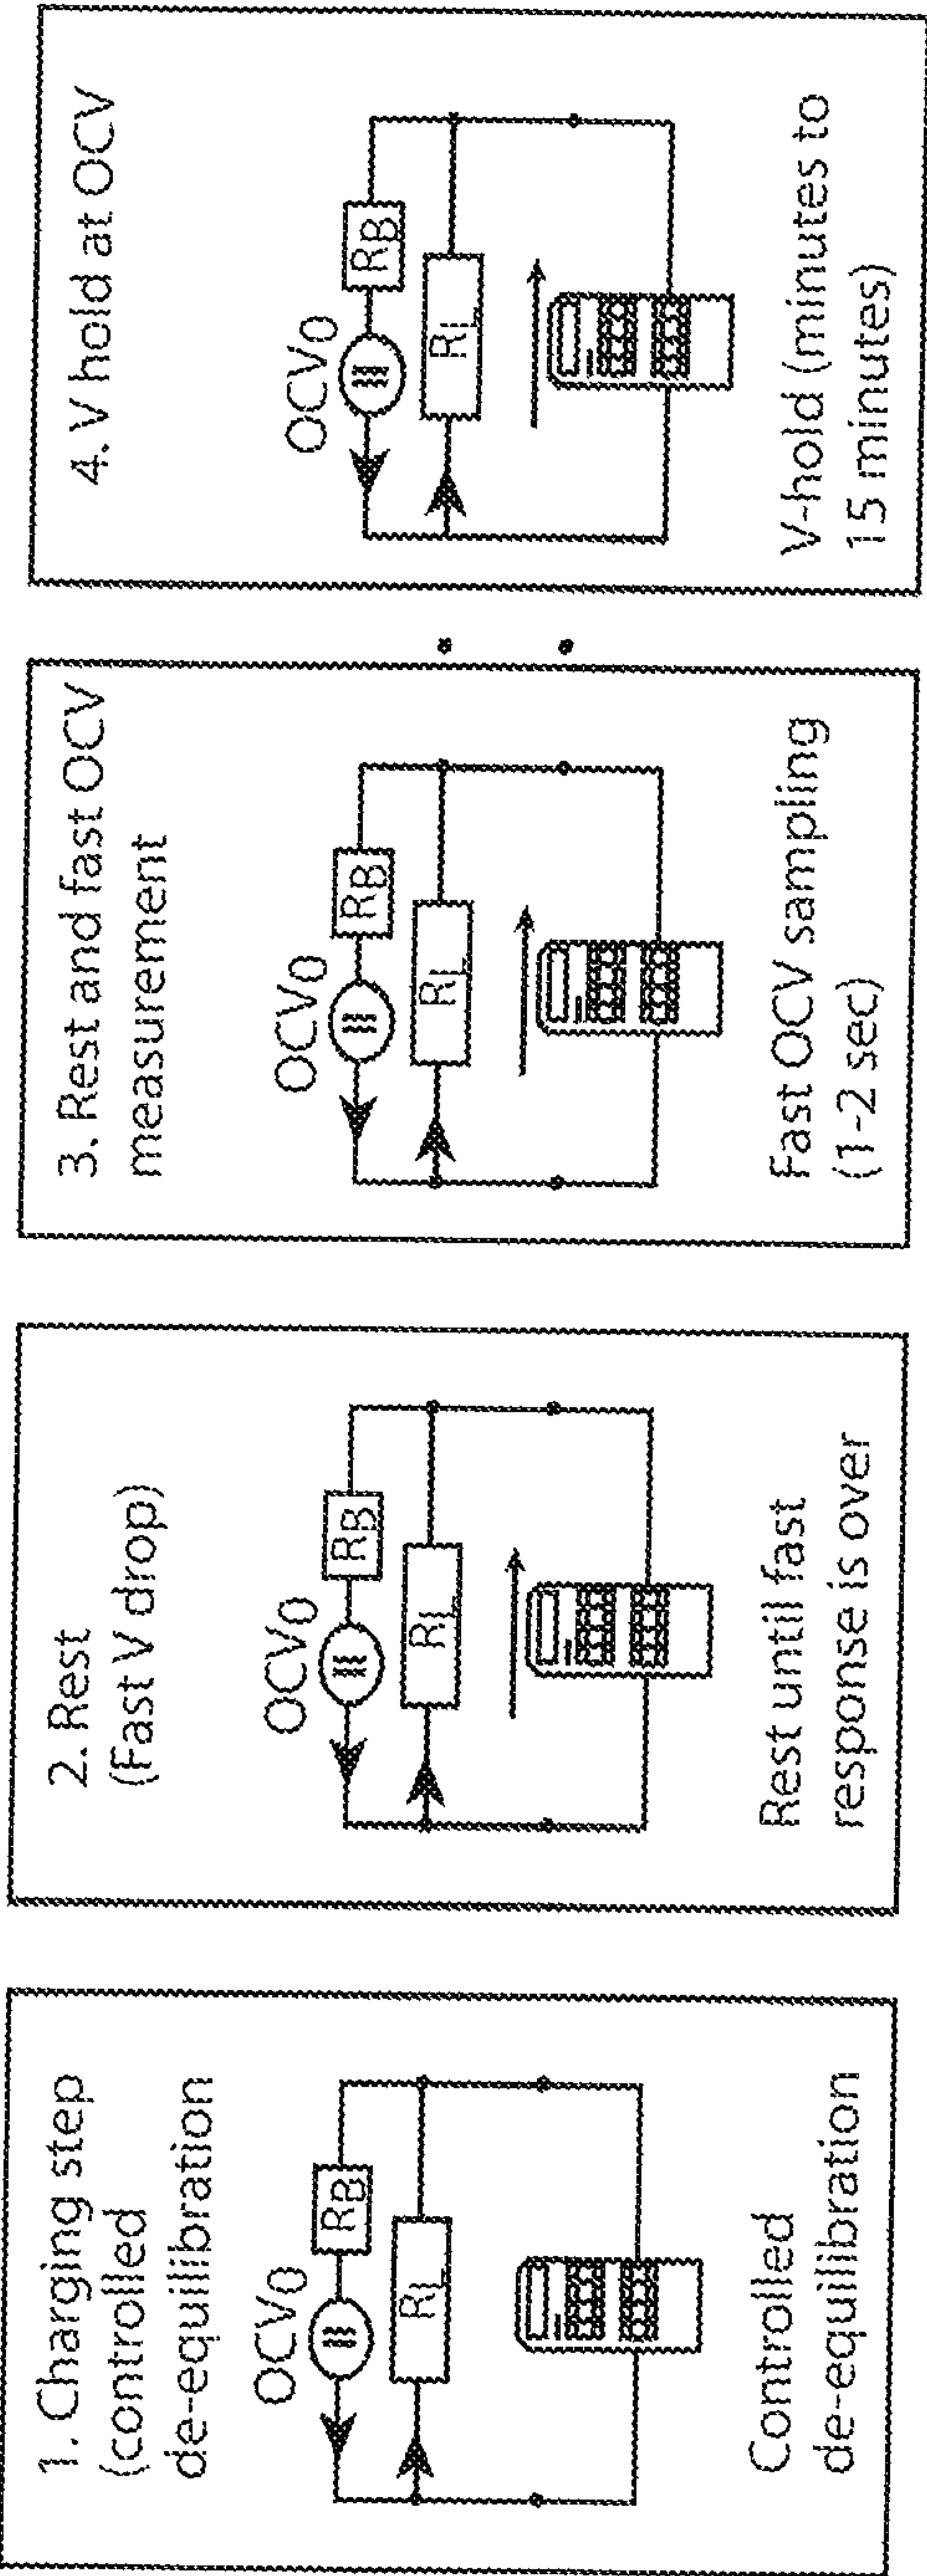 1. Charging step
(controlled
de-equilibration
OCV0
RB
RL
Controlled
de-equilibration
2. Rest
(Fast V drop)
OCV0
RB
RL
Rest until fast
response is over
3. Rest and fast OCV
measurement
OCV0
RB
RL
Fast OCV sampling
(1-2 sec)
4. V hold at OCV
OCV0
RB
RL
V-hold (minutes to
15 minutes)